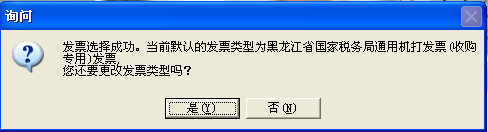 询问
发票选择成功。当前默认的发票类型为黑龙江省国家税务局通用机打发票(收购
专用)发票,
您还要更改发票类型吗?
是(Y)
否(N)